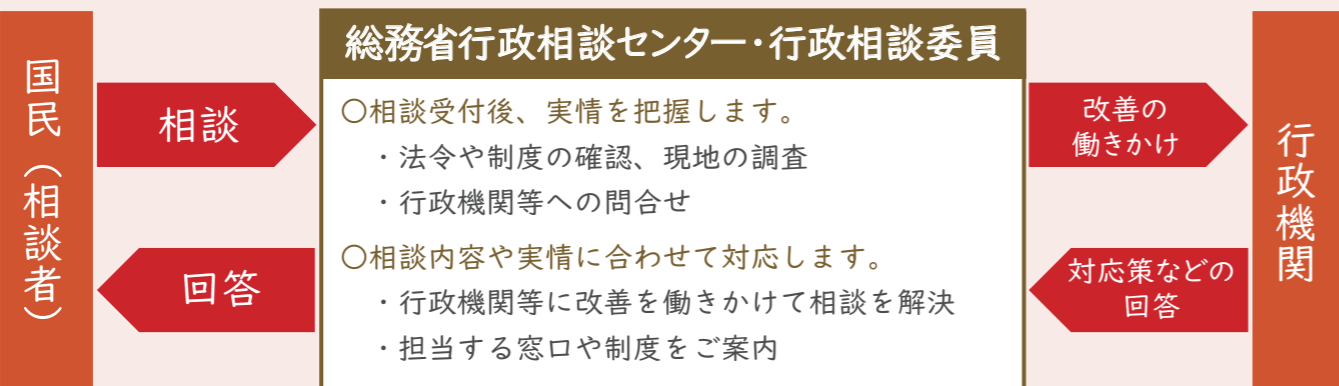 国民（相談者）
相談
回答
総務省行政相談センター・行政相談委員
〇相談受付後、実情を把握します。
・法令や制度の確認、現地の調査
・行政機関等への問合せ
〇相談内容や実情に合わせて対応します。
・行政機関等に改善を働きかけて相談を解決
・担当する窓口や制度をご案内
改善の
働きかけ
対応策などの
回答
行政機関